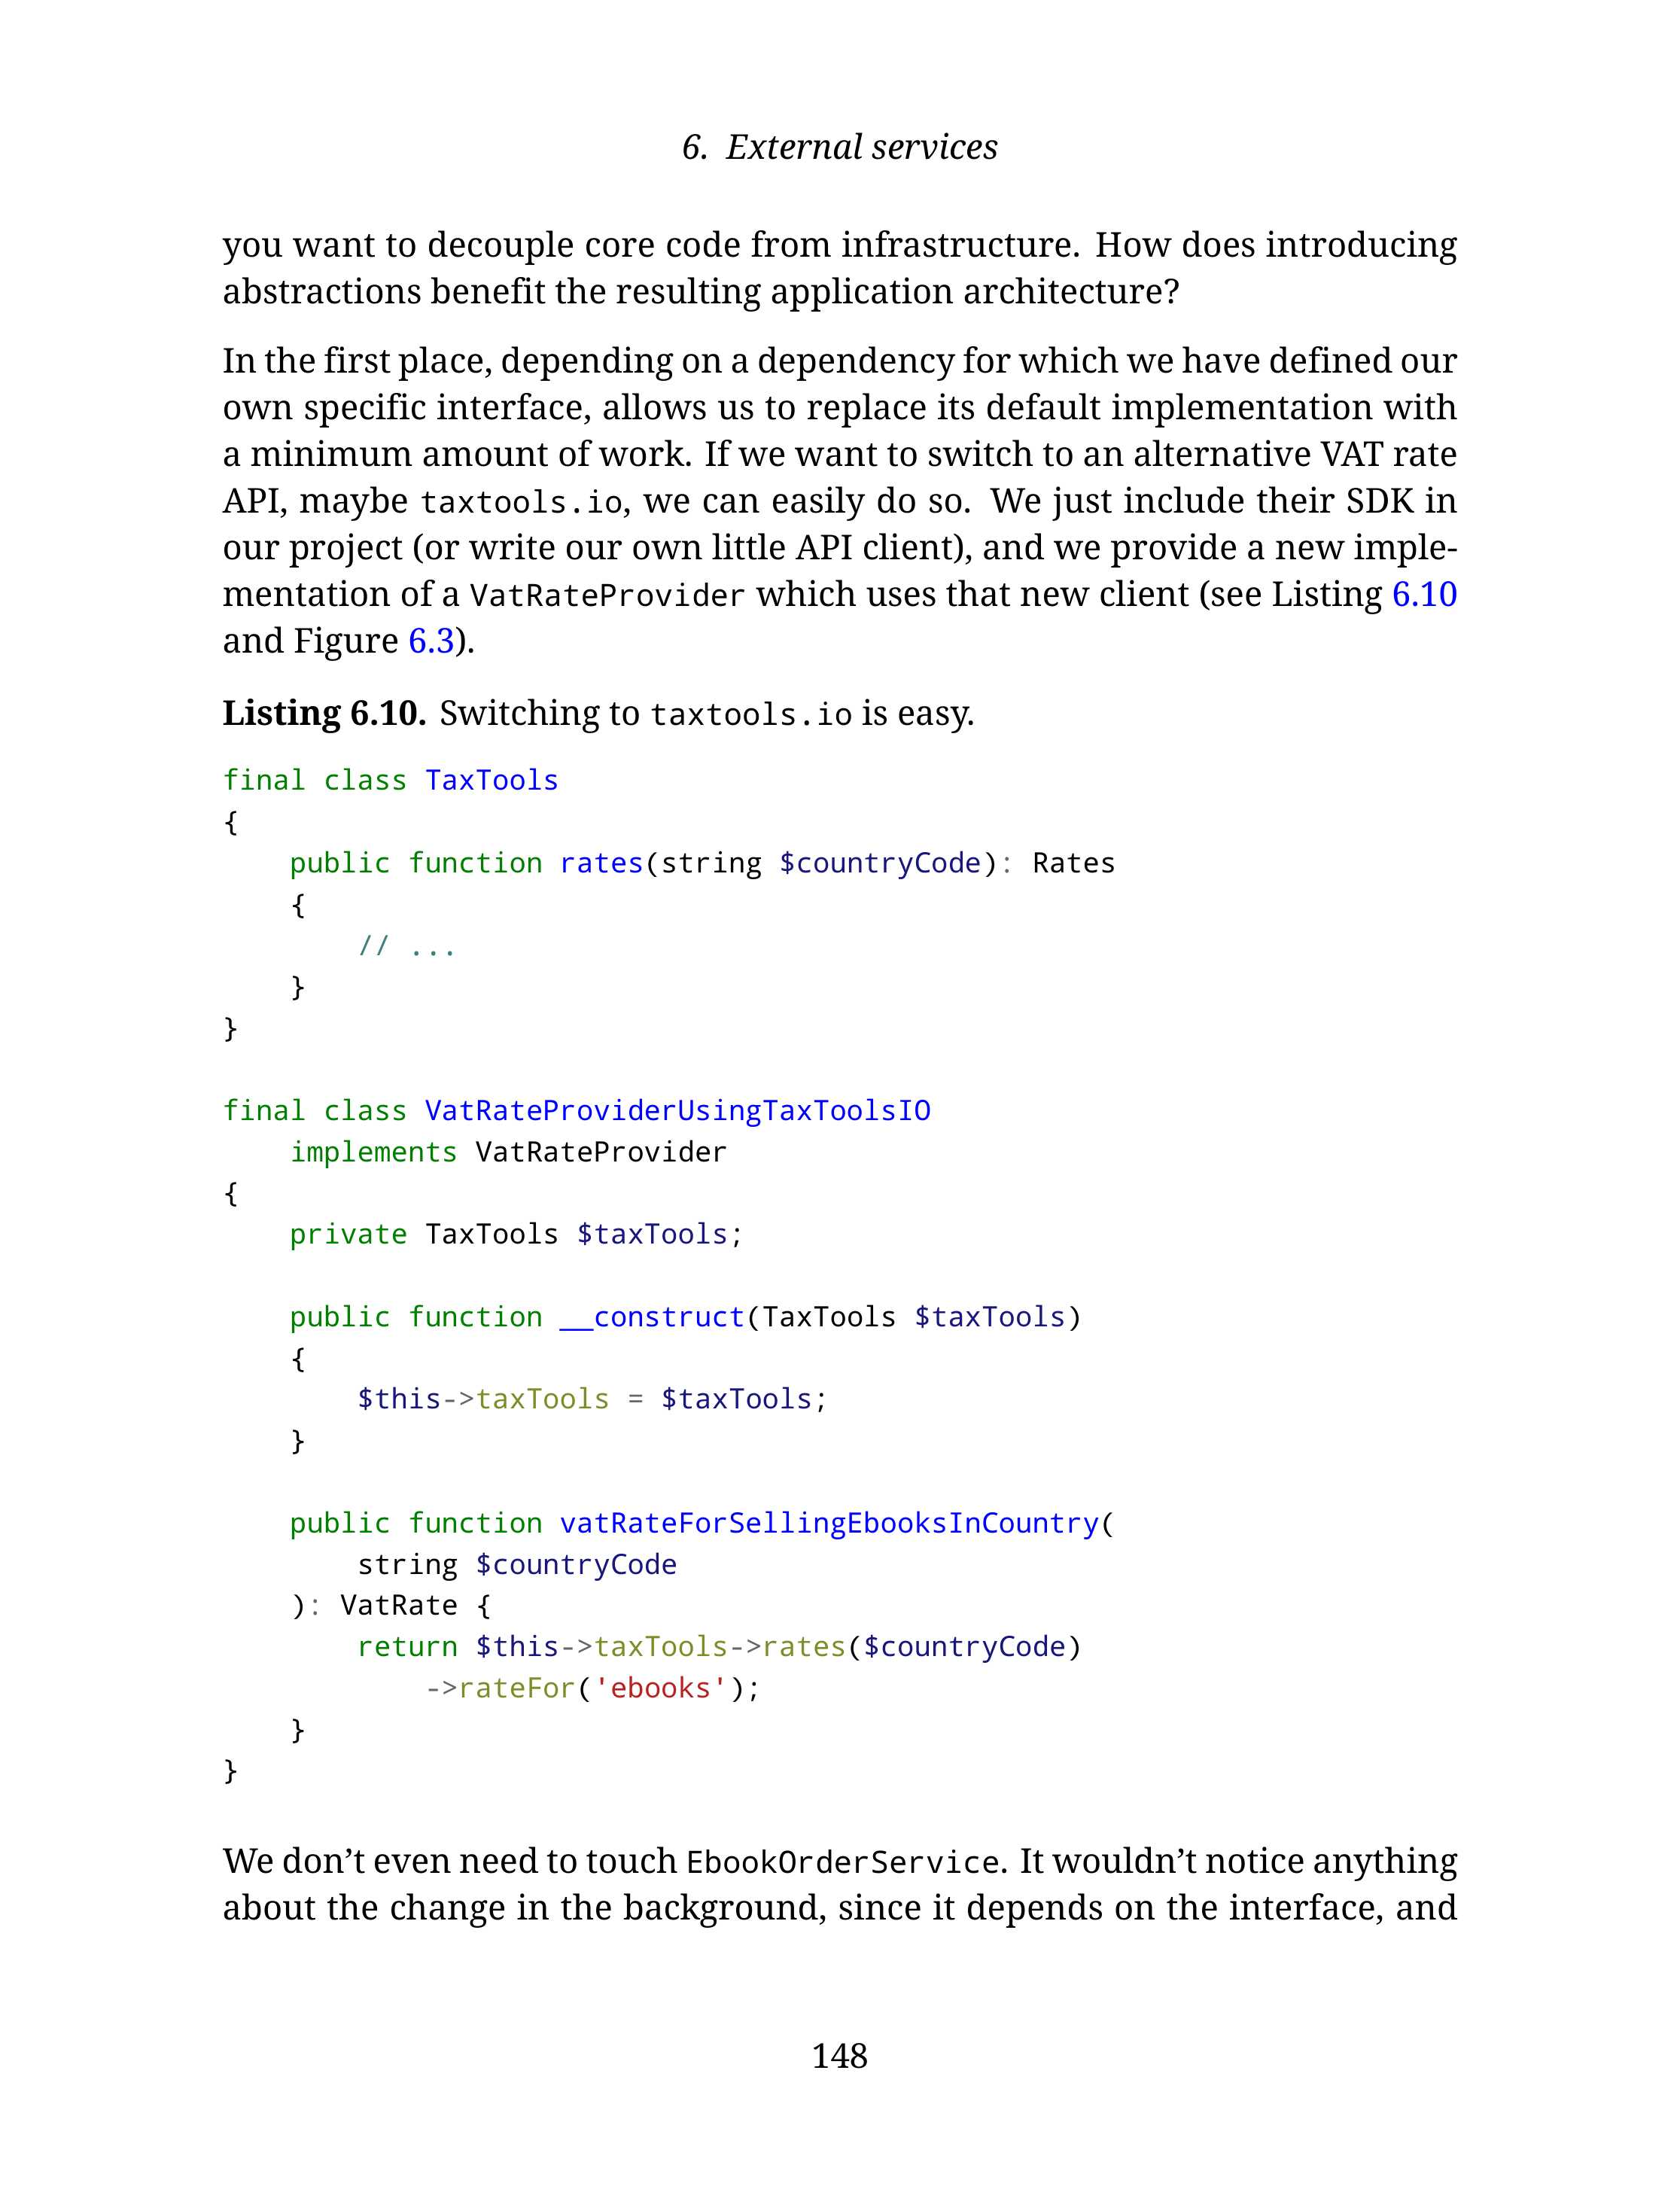 6. External services
you want to decouple core code from infrastructure. How does introducing
abstractions benefit the resulting application architecture?
In the first place, depending on a dependency for which we have defined our
own specific interface, allows us to replace its default implementation with
a minimum amount of work. If we want to switch to an alternative VAT rate
API, maybe taxtools.io, we can easily do so. We just include their SDK in
our project (or write our own little API client), and we provide a new imple-
mentation of a VatRateProvider which uses that new client (see Listing 6.10
and Figure 6.3).
Listing 6.10. Switching to taxtools.io is easy.
final class TaxTools
{
    public function rates(string $countryCode): Rates
    {
        // ...
    }
}

final class VatRateProviderUsingTaxToolsIO
    implements VatRateProvider
{
    private TaxTools $taxTools;

    public function __construct(TaxTools $taxTools)
    {
        $this->taxTools = $taxTools;
    }

    public function vatRateForSellingEbooksInCountry(
        string $countryCode
    ): VatRate {
        return $this->taxTools->rates($countryCode)
            ->rateFor('ebooks');
    }
}
We don’t even need to touch EbookOrderService. It wouldn’t notice anything
about the change in the background, since it depends on the interface, and
148